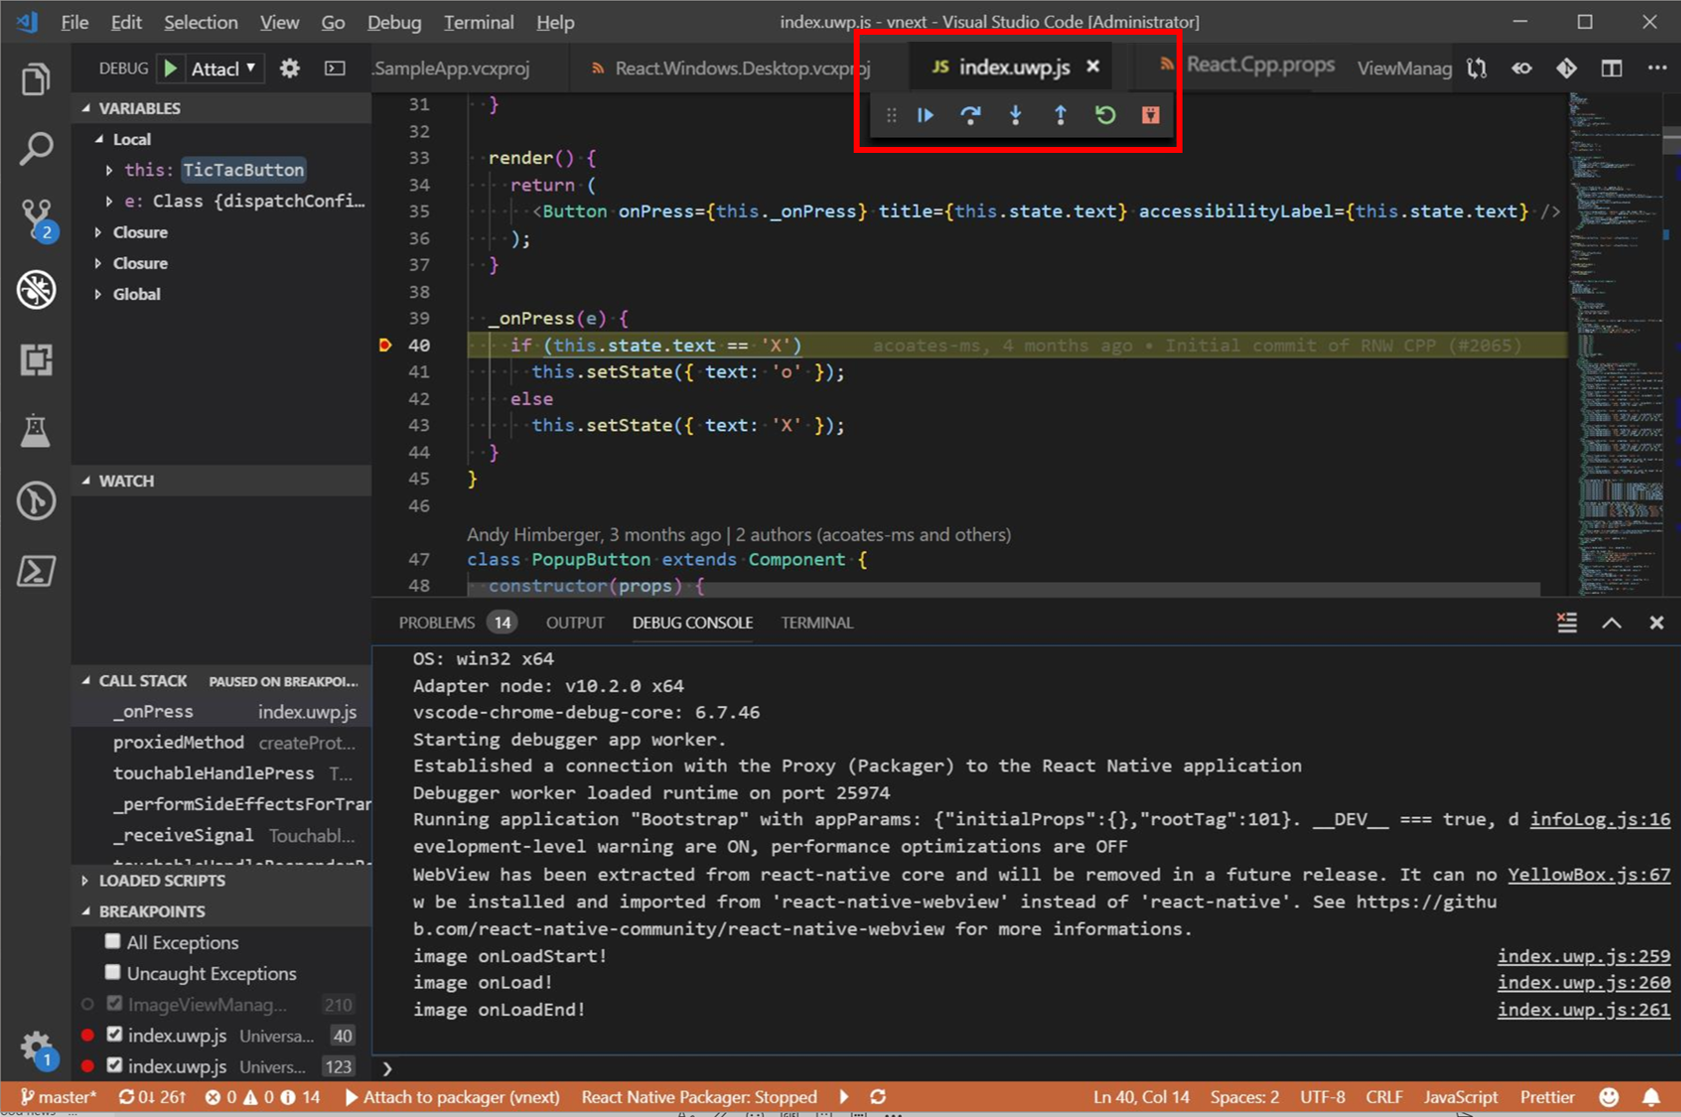 File Edit Selection View Go Debug Terminal Help
index.uwp.js - vnext - Visual Studio Code [Administrator]
DEBUG Attacl
.SampleApp.vcxproj React.Windows.Desktop.vcxproj JS index.uwp.js React.Cpp.props ViewManag
VARIABLES
Local
this: TicTacButton
e: Class {dispatchConfi…
Closure
Closure
Global
2
WATCH
CALL STACK PAUSED ON BREAKPOI…
_onPress index.uwp.js
proxiedMethod createProt…
touchableHandlePress T…
_performSideEffectsForTran
_receiveSignal Touchabl…
LOADED SCRIPTS
BREAKPOINTS
All Exceptions
Uncaught Exceptions
ImageViewManag… 210
index.uwp.js Universa… 40
index.uwp.js Univers… 123
1
31 }
32
33 render() {
34 return (
35 <Button onPress={this._onPress} title={this.state.text} accessibilityLabel={this.state.text} />
36 );
37 }
38
39 _onPress(e) {
40 if (this.state.text == 'X') acoates-ms, 4 months ago • Initial commit of RNW CPP (#2065)
41 this.setState({ text: 'o' });
42 else
43 this.setState({ text: 'X' });
44 }
45 }
46
Andy Himberger, 3 months ago | 2 authors (acoates-ms and others)
47 class PopupButton extends Component {
48 constructor(props) {
PROBLEMS 14 OUTPUT DEBUG CONSOLE TERMINAL
OS: win32 x64
Adapter node: v10.2.0 x64
vscode-chrome-debug-core: 6.7.46
Starting debugger app worker.
Established a connection with the Proxy (Packager) to the React Native application
Debugger worker loaded runtime on port 25974
Running application "Bootstrap" with appParams: {"initialProps":{},"rootTag":101}. __DEV__ === true, d infoLog.js:16
evelopment-level warning are ON, performance optimizations are OFF
WebView has been extracted from react-native core and will be removed in a future release. It can no YellowBox.js:67
w be installed and imported from 'react-native-webview' instead of 'react-native'. See https://githu
b.com/react-native-community/react-native-webview for more informations.
image onLoadStart! index.uwp.js:259
image onLoad! index.uwp.js:260
image onLoadEnd! index.uwp.js:261
master* 0↓ 26↑ 0 0 14 Attach to packager (vnext) React Native Packager: Stopped Ln 40, Col 14 Spaces: 2 UTF-8 CRLF JavaScript Prettier